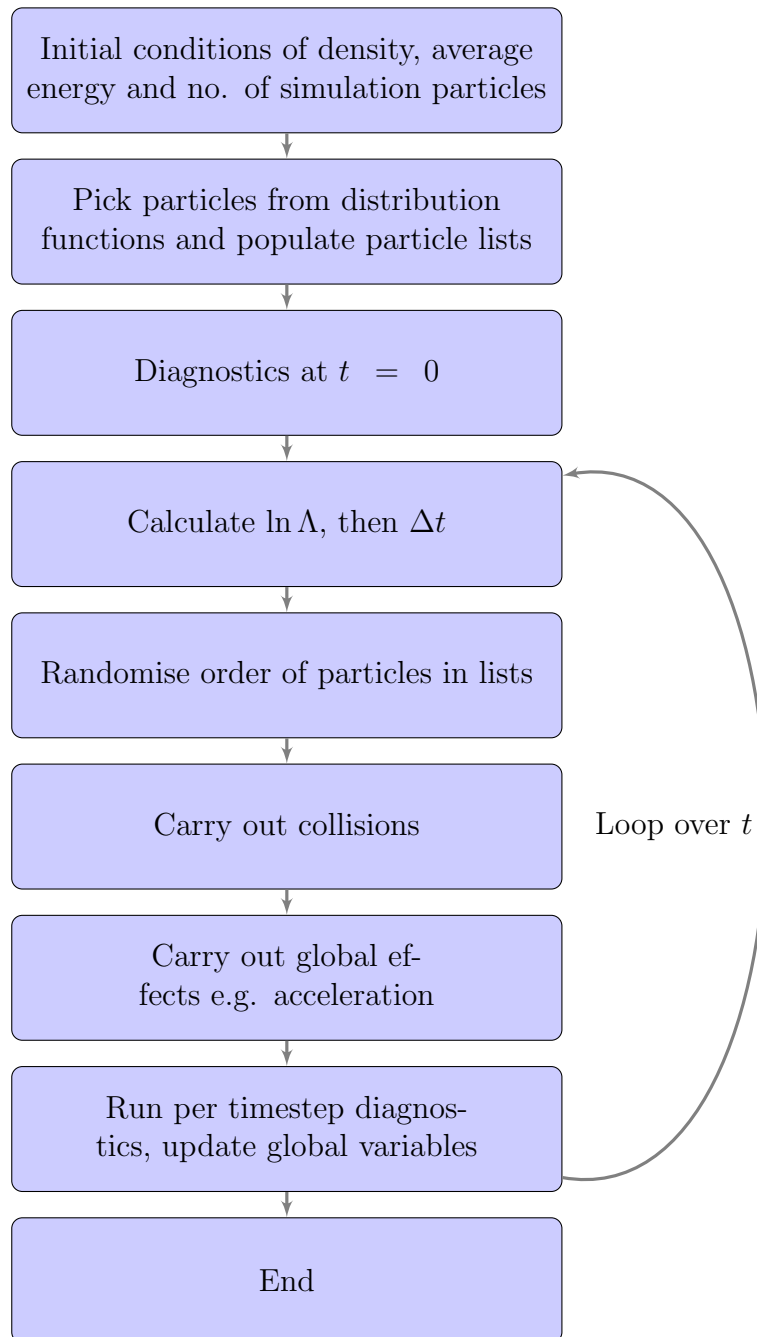 Initial conditions of density, average
energy and no. of simulation particles
Pick particles from distribution
functions and populate particle lists
Diagnostics at t = 0
Calculate ln Λ, then Δt
Randomise order of particles in lists
Carry out collisions
Loop over t
Carry out global ef-
fects e.g. acceleration
Run per timestep diagnos-
tics, update global variables
End